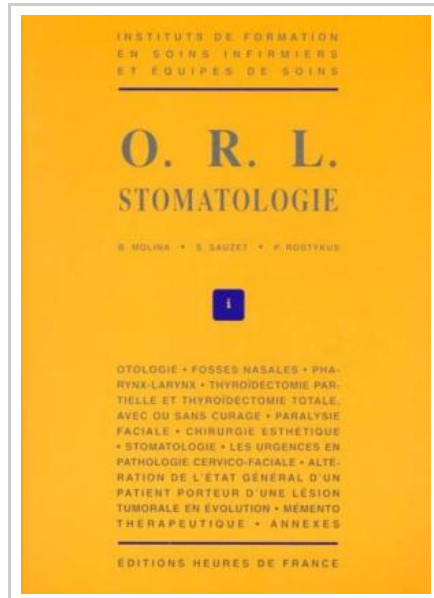 INSTITUTS DE FORMATION
EN SOINS INFIRMIERS
ET ÉQUIPES DE SOINS
O. R. L.
STOMATOLOGIE
B. MOLINA • S. SAUZET • P. ROSTYKUS
i
OTOLOGIE • FOSSES NASALES • PHA-
RYNX-LARYNX • THYROÏDECTOMIE PAR-
TIELLE ET THYROÏDECTOMIE TOTALE,
AVEC OU SANS CURAGE • PARALYSIE
FACIALE • CHIRURGIE ESTHÉTIQUE
• STOMATOLOGIE • LES URGENCES EN
PATHOLOGIE CERVICO-FACIALE • ALTÉ-
RATION DE L'ÉTAT GÉNÉRAL D'UN
PATIENT PORTEUR D'UNE LÉSION
TUMORALE EN ÉVOLUTION • MÉMENTO
THÉRAPEUTIQUE • ANNEXES
ÉDITIONS HEURES DE FRANCE